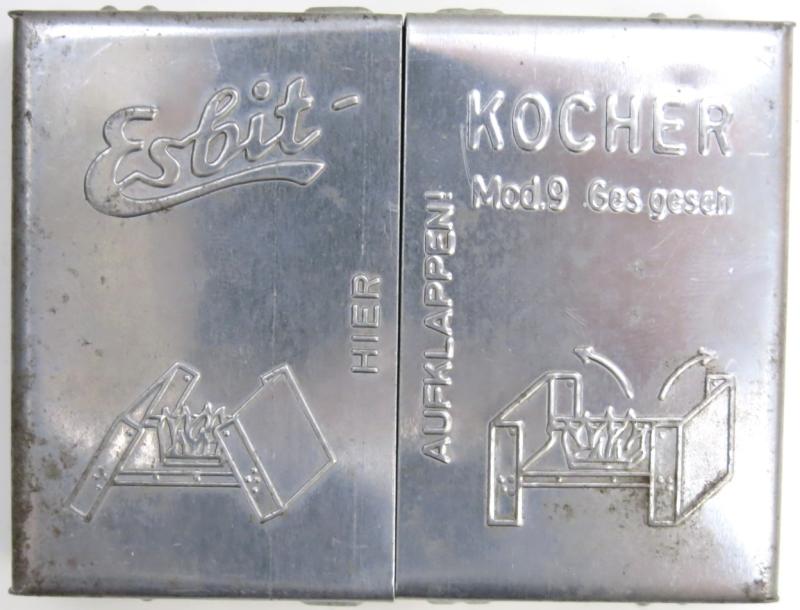 Esbit-
KOCHER
Mod.9 Ges gesch
HIER
AUFKLAPPEN!